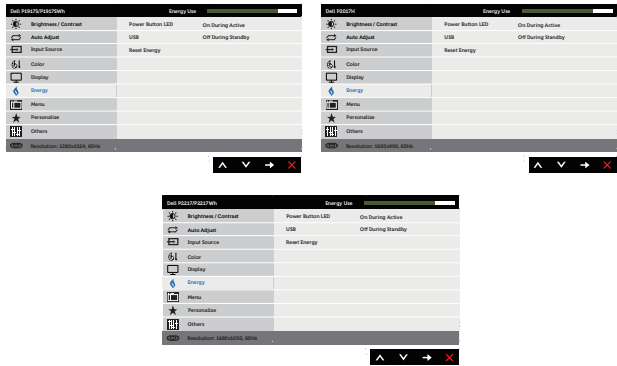 Dell P1917S/P1917SWh Energy Use
Brightness / Contrast Power Button LED On During Active
Auto Adjust USB Off During Standby
Input Source Reset Energy
Color
Display
Energy
Menu
Personalize
Others
Resolution: 1280x1024, 60Hz
Dell P2017H Energy Use
Brightness / Contrast Power Button LED On During Active
Auto Adjust USB Off During Standby
Input Source Reset Energy
Color
Display
Energy
Menu
Personalize
Others
Resolution: 1600x900, 60Hz
Dell P2217/P2217Wh Energy Use
Brightness / Contrast Power Button LED On During Active
Auto Adjust USB Off During Standby
Input Source Reset Energy
Color
Display
Energy
Menu
Personalize
Others
Resolution: 1680x1050, 60Hz